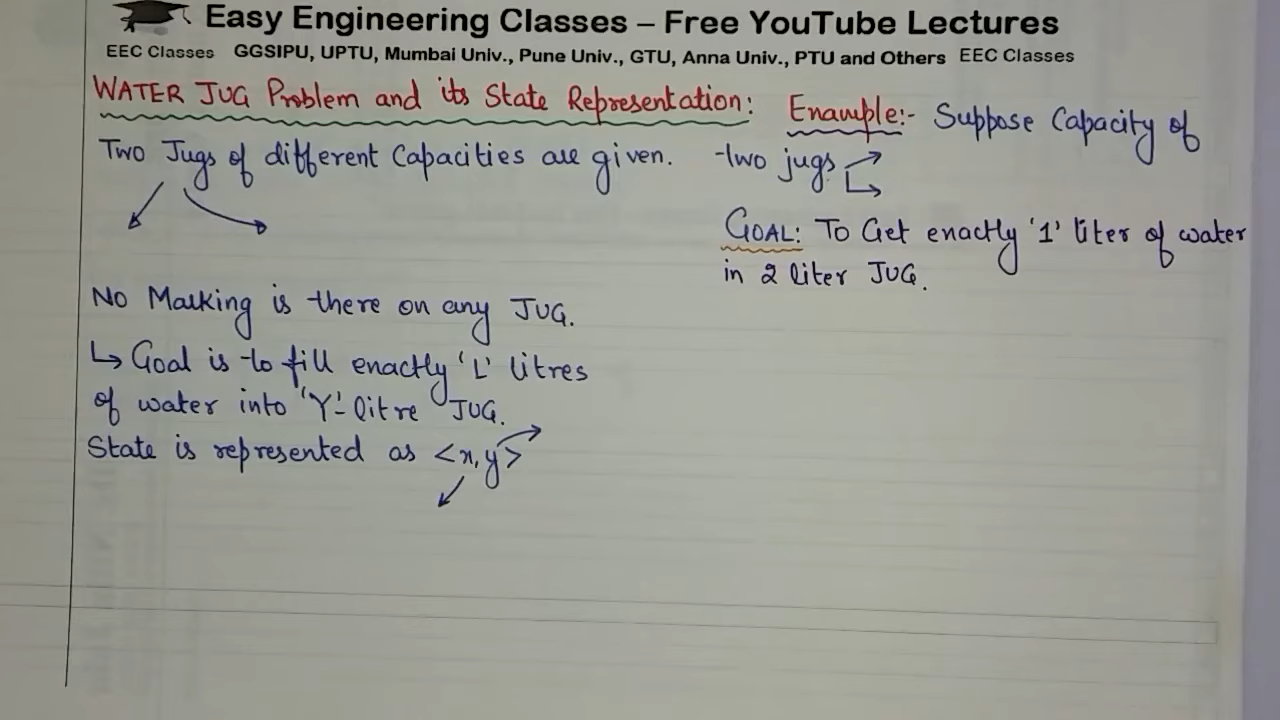 Easy Engineering Classes – Free YouTube Lectures
EEC Classes GGSIPU, UPTU, Mumbai Univ., Pune Univ., GTU, Anna Univ., PTU and Others EEC Classes
WATER JUG Problem and its State Representation:
Two Jugs of different Capacities are given.
No Marking is there on any JUG.
↳ Goal is to fill exactly 'L' litres
of water into 'Y'-litre JUG.
State is represented as <x,y>
Example:- Suppose Capacity of
two jugs
GOAL: To Get exactly '1' liter of water
in 2 liter JUG.